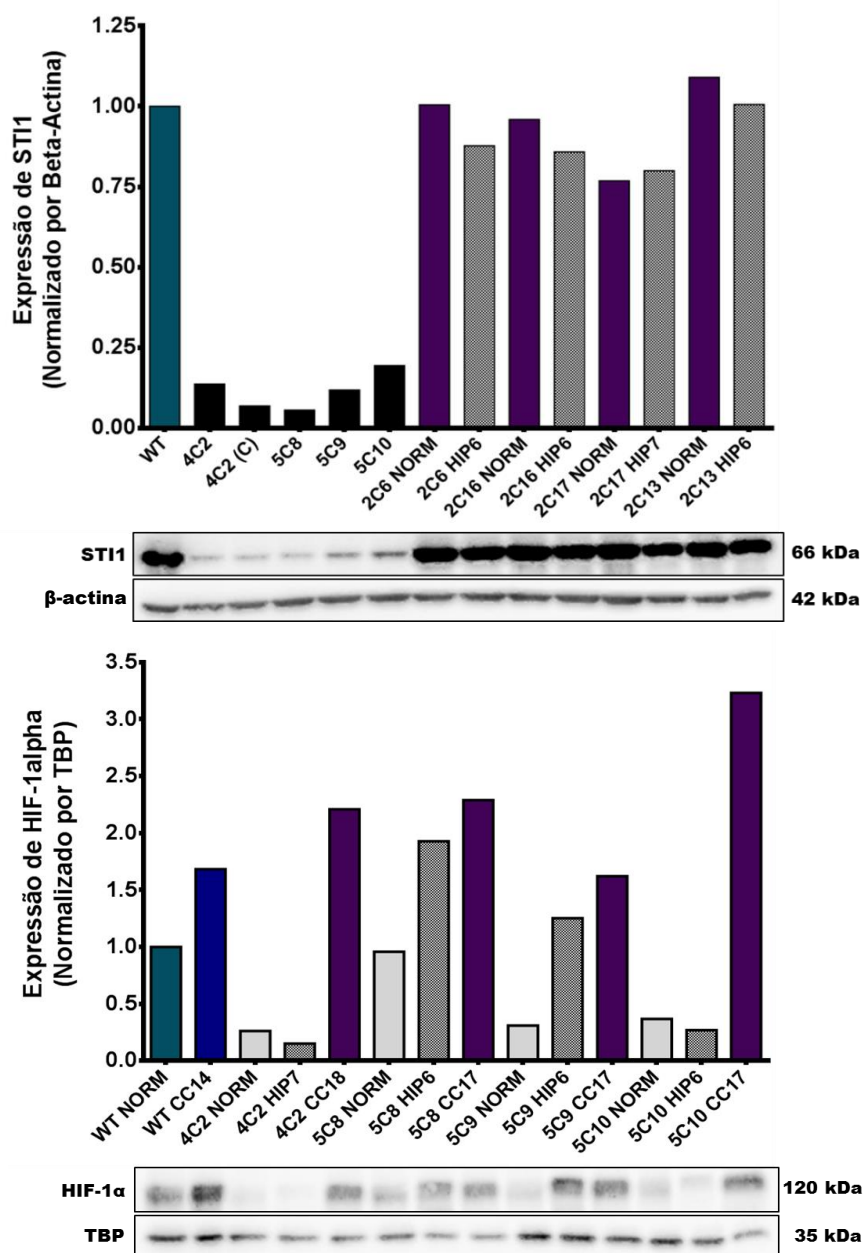 Expressão de STI1
(Normalizado por Beta-Actina)
1.00
0.75
0.50
0.25
0.00
WT
4C2
4C2 (C)
5C8
5C9
5C10
2C6 NORM
2C6 HIP6
2C16 NORM
2C16 HIP6
2C17 NORM
2C17 HIP7
2C13 NORM
2C13 HIP6
STI1
66 kDa
β-actina
42 kDa
Expressão de HIF-1alpha
(Normalizado por TBP)
3.5
3.0
2.5
2.0
1.5
1.0
0.5
0.0
WT NORM
WT CC14
4C2 NORM
4C2 HIP7
4C2 CC18
5C8 NORM
5C8 HIP6
5C8 CC17
5C9 NORM
5C9 HIP6
5C9 CC17
5C10 NORM
5C10 HIP6
5C10 CC17
HIF-1α
120 kDa
TBP
35 kDa